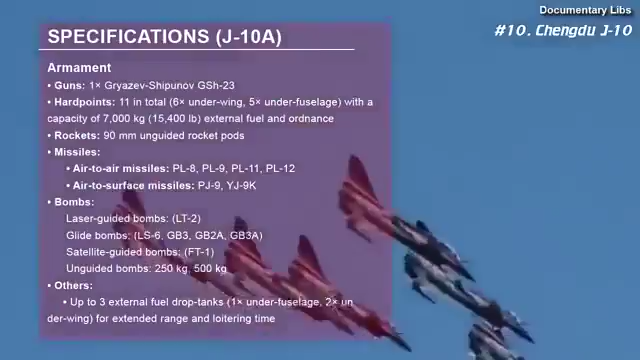 Documentary Libs
#10. Chengdu J-10
SPECIFICATIONS (J-10A)
Armament
• Guns: 1× Gryazev-Shipunov GSh-23
• Hardpoints: 11 in total (6× under-wing, 5× under-fuselage) with a
capacity of 7,000 kg (15,400 lb) external fuel and ordnance
• Rockets: 90 mm unguided rocket pods
• Missiles:
• Air-to-air missiles: PL-8, PL-9, PL-11, PL-12
• Air-to-surface missiles: PJ-9, YJ-9K
• Bombs:
Laser-guided bombs: (LT-2)
Glide bombs: (LS-6, GB3, GB2A, GB3A)
Satellite-guided bombs: (FT-1)
Unguided bombs: 250 kg, 500 kg
• Others:
• Up to 3 external fuel drop-tanks (1× under-fuselage, 2× un
der-wing) for extended range and loitering time